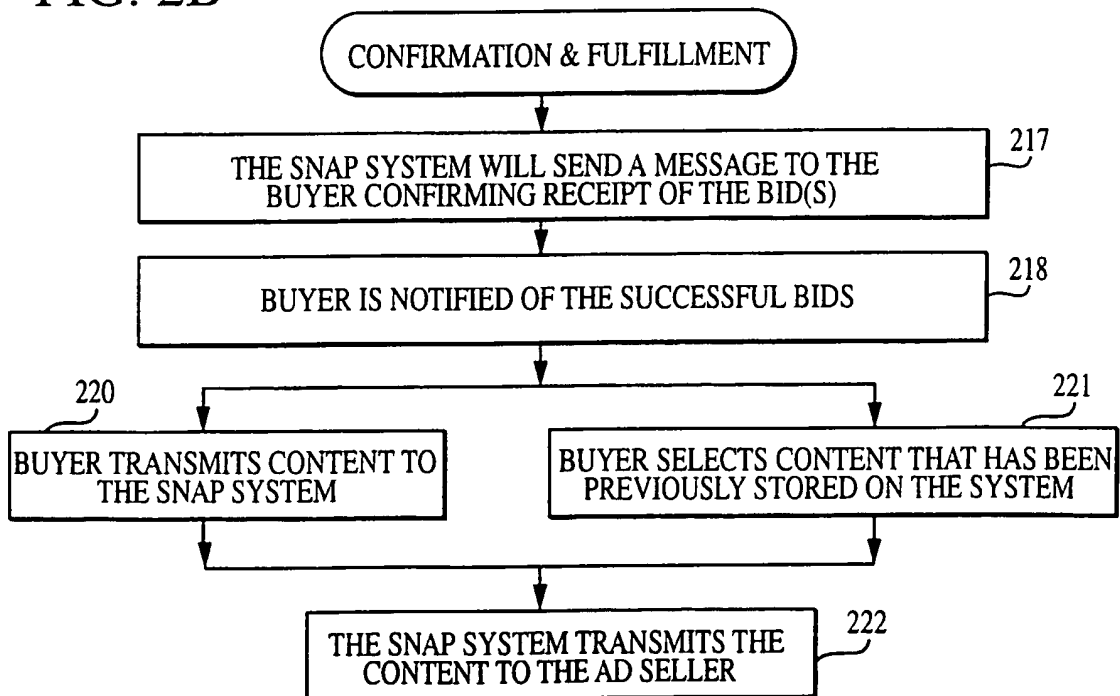 FIG. 2B
CONFIRMATION & FULFILLMENT
217
THE SNAP SYSTEM WILL SEND A MESSAGE TO THE
BUYER CONFIRMING RECEIPT OF THE BID(S)
218
BUYER IS NOTIFIED OF THE SUCCESSFUL BIDS
220
BUYER TRANSMITS CONTENT TO
THE SNAP SYSTEM
221
BUYER SELECTS CONTENT THAT HAS BEEN
PREVIOUSLY STORED ON THE SYSTEM
222
THE SNAP SYSTEM TRANSMITS THE
CONTENT TO THE AD SELLER